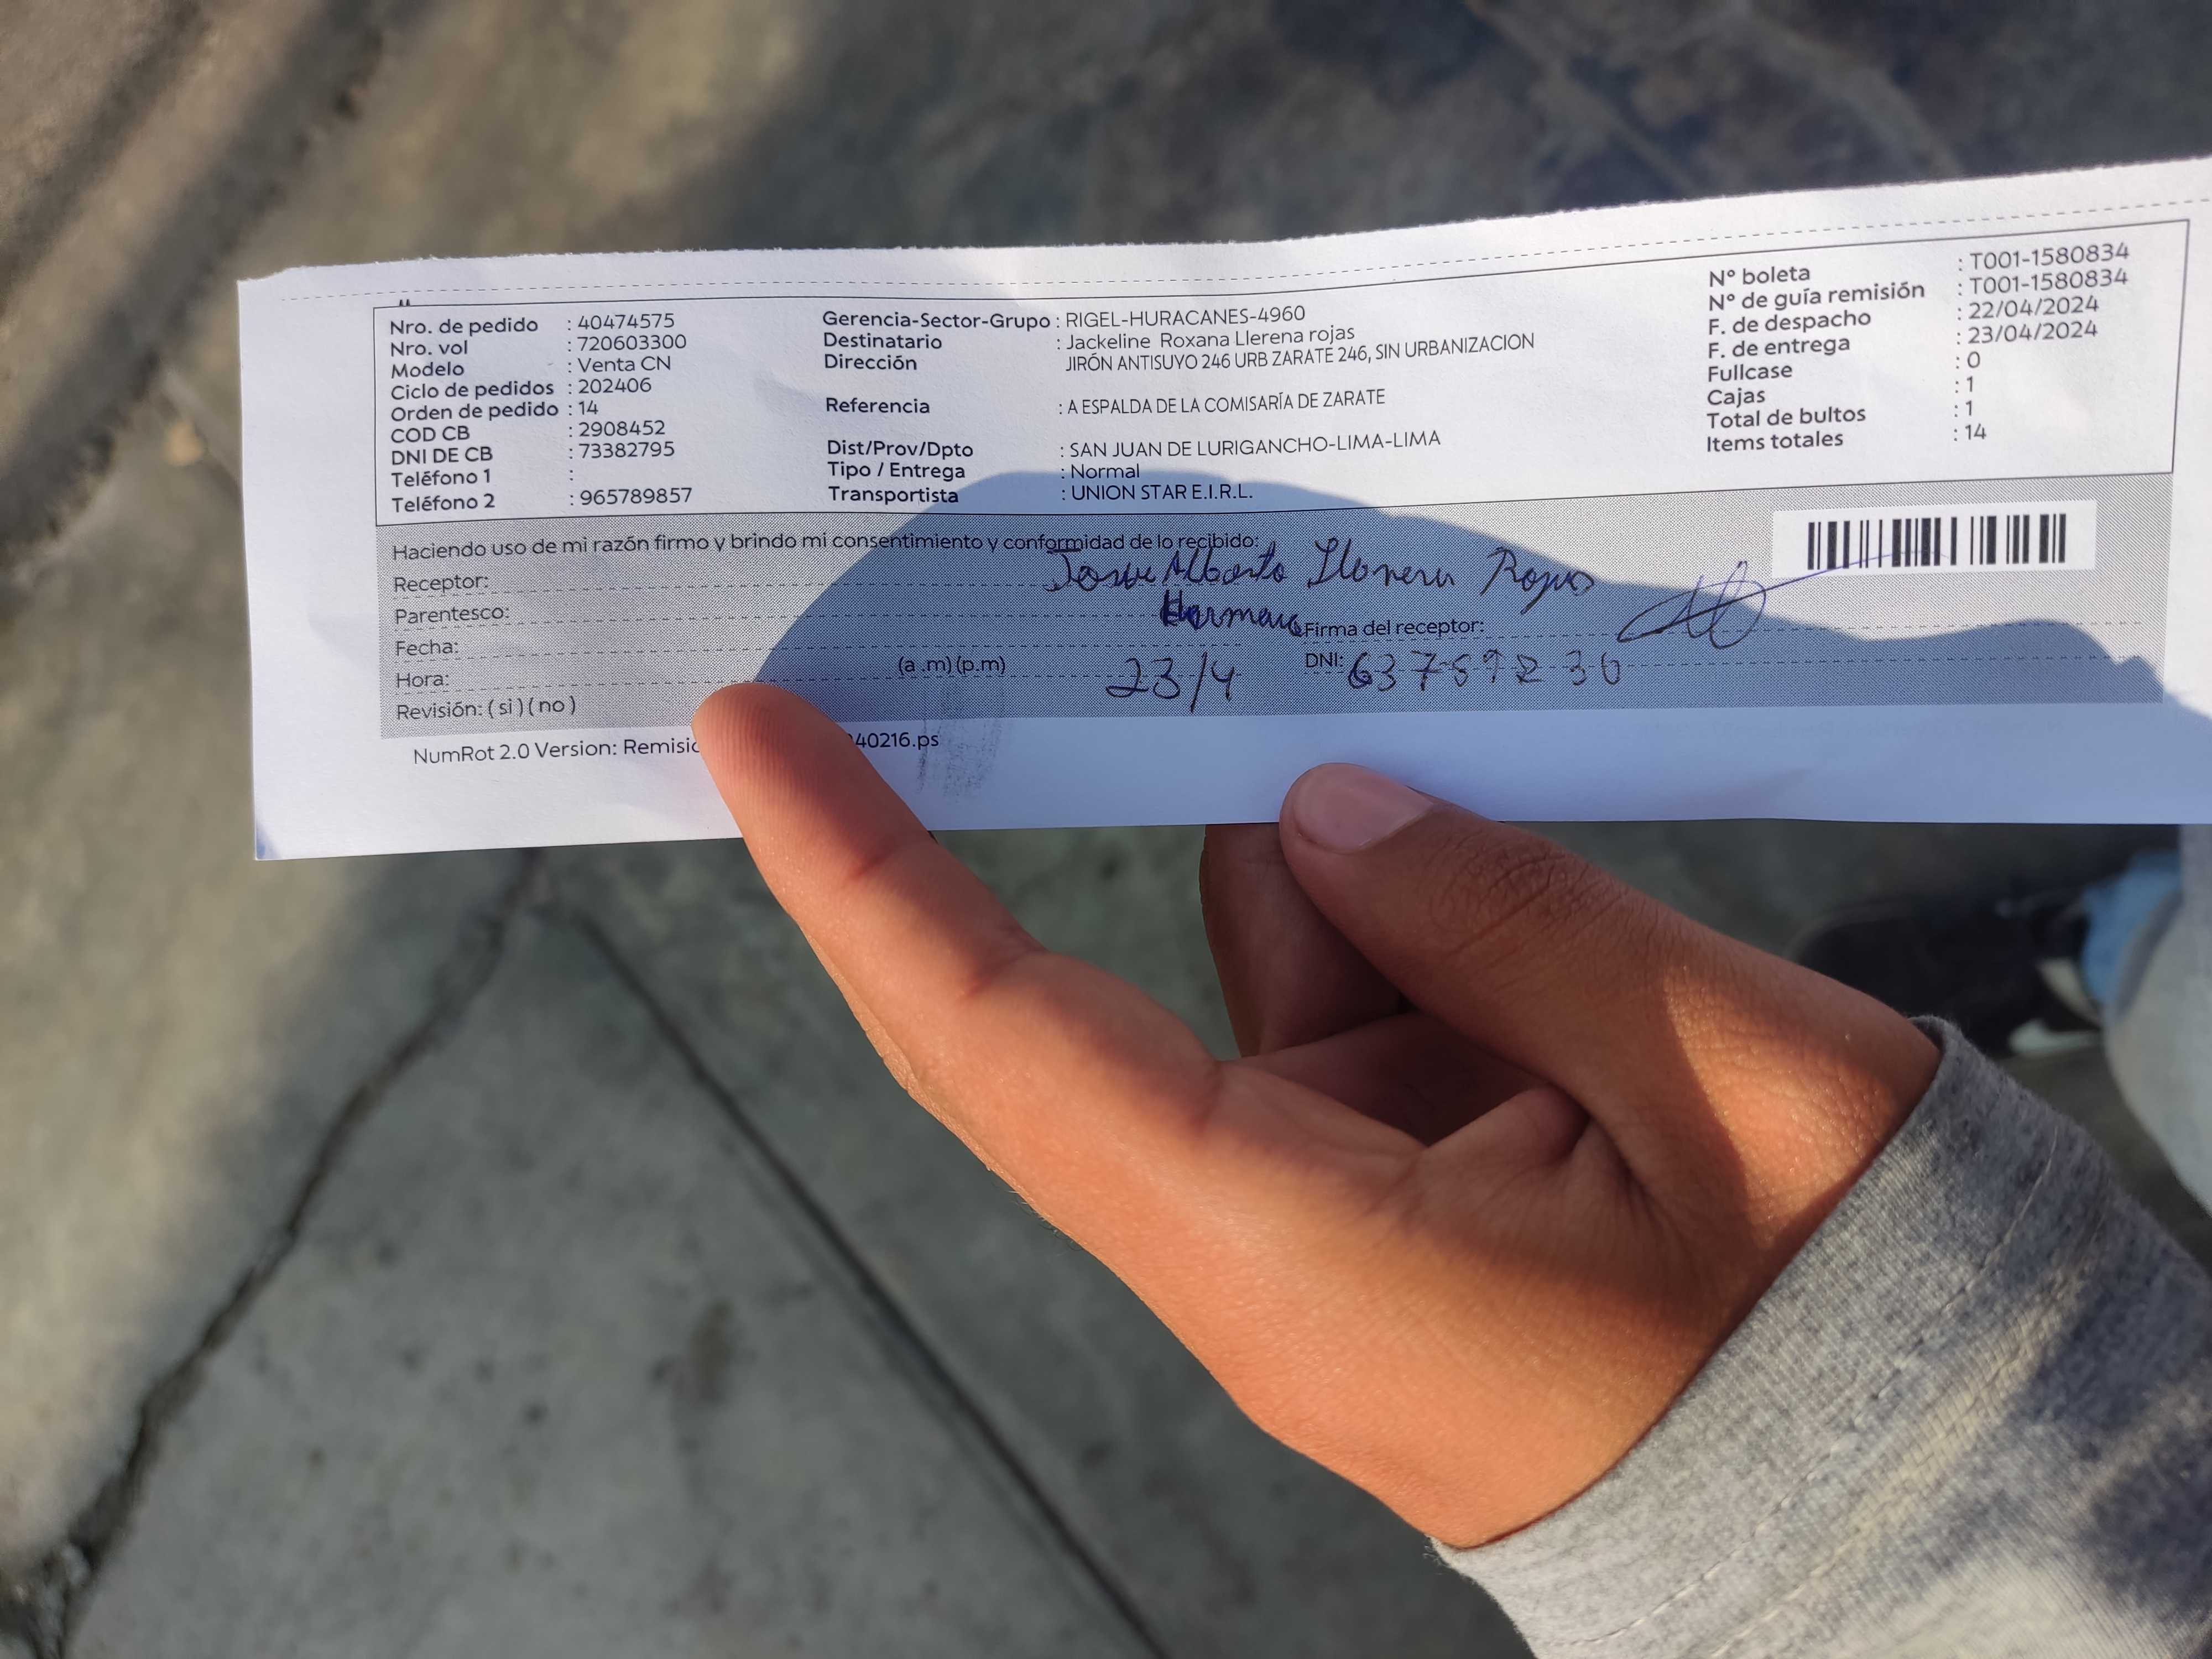 Nro. de pedido : 40474575
Nro. vol : 720603300
Modelo : Venta CN
Ciclo de pedidos : 202406
Orden de pedido : 14
COD CB : 2908452
DNI DE CB : 73382795
Teléfono 1 :
Teléfono 2 : 965789857
Gerencia-Sector-Grupo : RIGEL-HURACANES-4960
Destinatario : Jackeline Roxana Llerena rojas
Dirección JIRÓN ANTISUYO 246 URB ZARATE 246, SIN URBANIZACION
Referencia : A ESPALDA DE LA COMISARÍA DE ZARATE
Dist/Prov/Dpto : SAN JUAN DE LURIGANCHO-LIMA-LIMA
Tipo / Entrega : Normal
Transportista : UNION STAR E.I.R.L.
N° boleta : T001-1580834
N° de guía remisión : T001-1580834
F. de despacho : 22/04/2024
F. de entrega : 23/04/2024
Fullcase : 0
Cajas : 1
Total de bultos : 1
Items totales : 14
Haciendo uso de mi razón firmo y brindo mi consentimiento y conformidad de lo recibido:
Receptor: Alberto Rojas
Parentesco: Hermano
Firma del receptor:
Fecha:
Hora: (a .m) (p.m) 23/4
DNI:
Revisión: ( si ) ( no )
NumRot 2.0 Version: 40216.ps